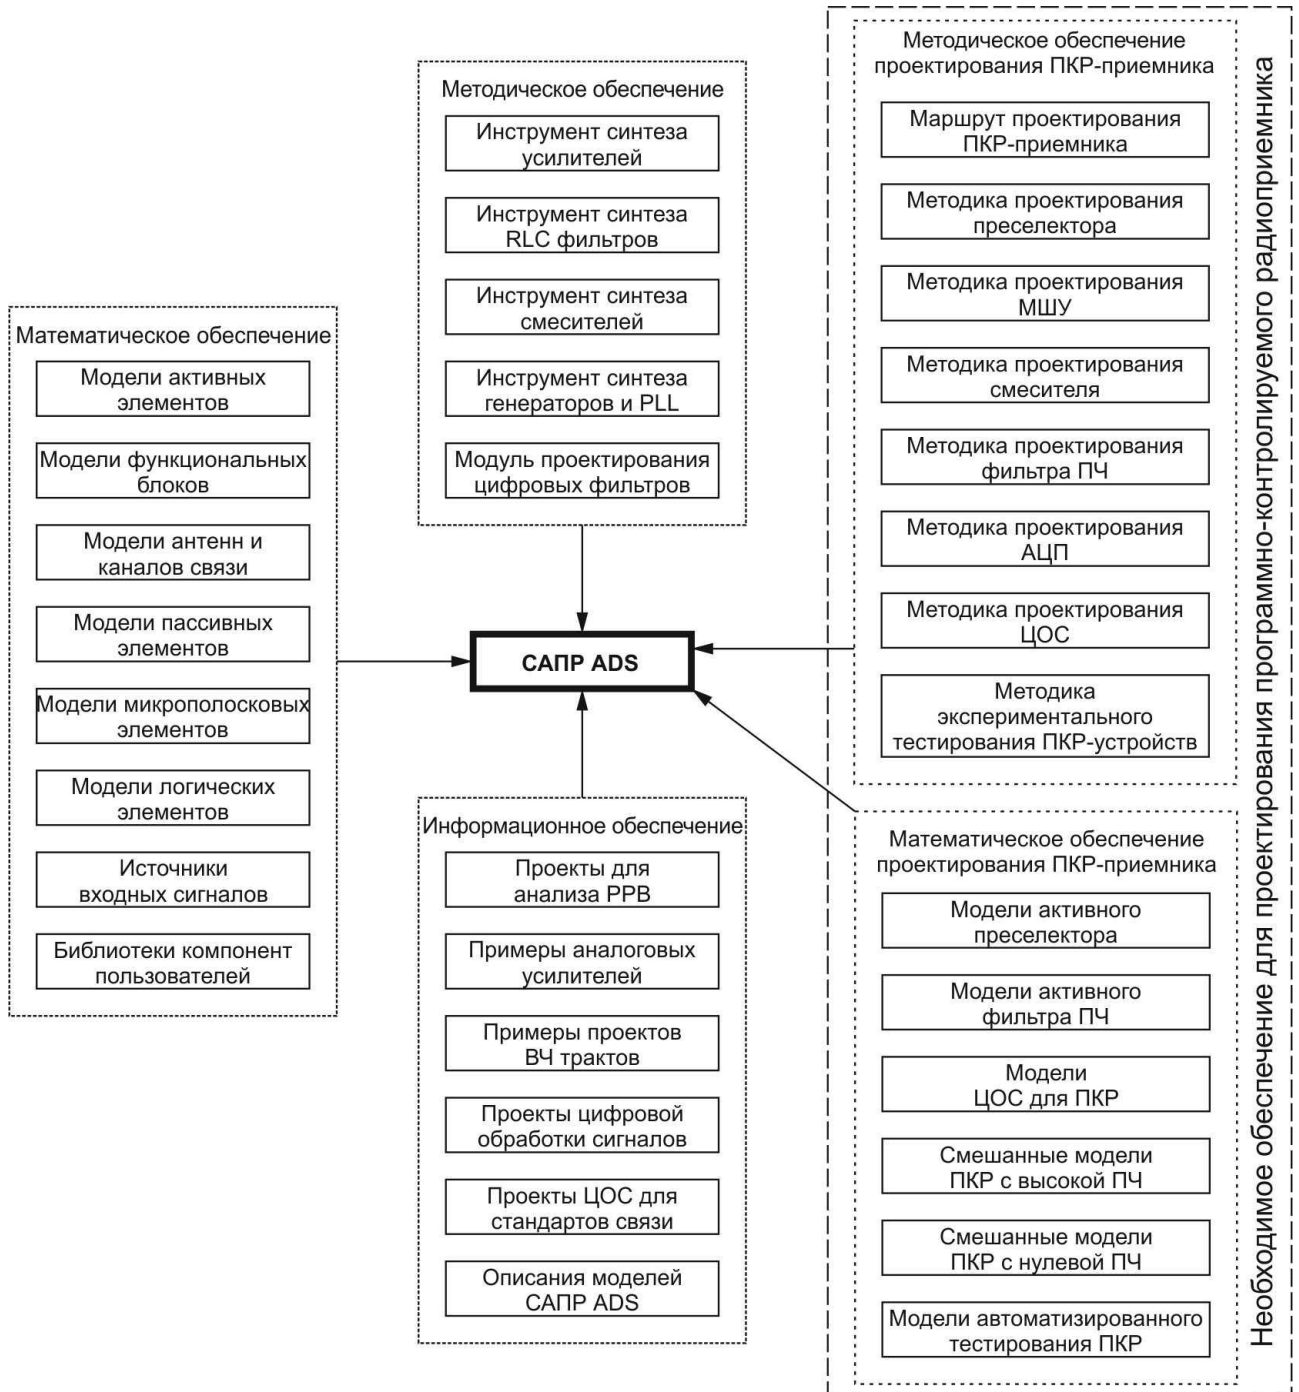 Математическое обеспечение
Модели активных
элементов
Модели функциональных
блоков
Модели антенн и
каналов связи
Модели пассивных
элементов
Модели микрополосковых
элементов
Модели логических
элементов
Источники
входных сигналов
Библиотеки компонент
пользователей
Методическое обеспечение
Инструмент синтеза
усилителей
Инструмент синтеза
RLC фильтров
Инструмент синтеза
смесителей
Инструмент синтеза
генераторов и PLL
Модуль проектирования
цифровых фильтров
САПР ADS
Информационное обеспечение
Проекты для
анализа РРВ
Примеры аналоговых
усилителей
Примеры проектов
ВЧ трактов
Проекты цифровой
обработки сигналов
Проекты ЦОС для
стандартов связи
Описания моделей
САПР ADS
Методическое обеспечение
проектирования ПКР-приемника
Маршрут проектирования
ПКР-приемника
Методика проектирования
преселектора
Методика проектирования
МШУ
Методика проектирования
смесителя
Методика проектирования
фильтра ПЧ
Методика проектирования
АЦП
Методика проектирования
ЦОС
Методика
экспериментального
тестирования ПКР-устройств
Математическое обеспечение
проектирования ПКР-приемника
Модели активного
преселектора
Модели активного
фильтра ПЧ
Модели
ЦОС для ПКР
Смешанные модели
ПКР с высокой ПЧ
Смешанные модели
ПКР с нулевой ПЧ
Модели автоматизированного
тестирования ПКР
Необходимое обеспечение для проектирования программно-контролируемого радиоприемника